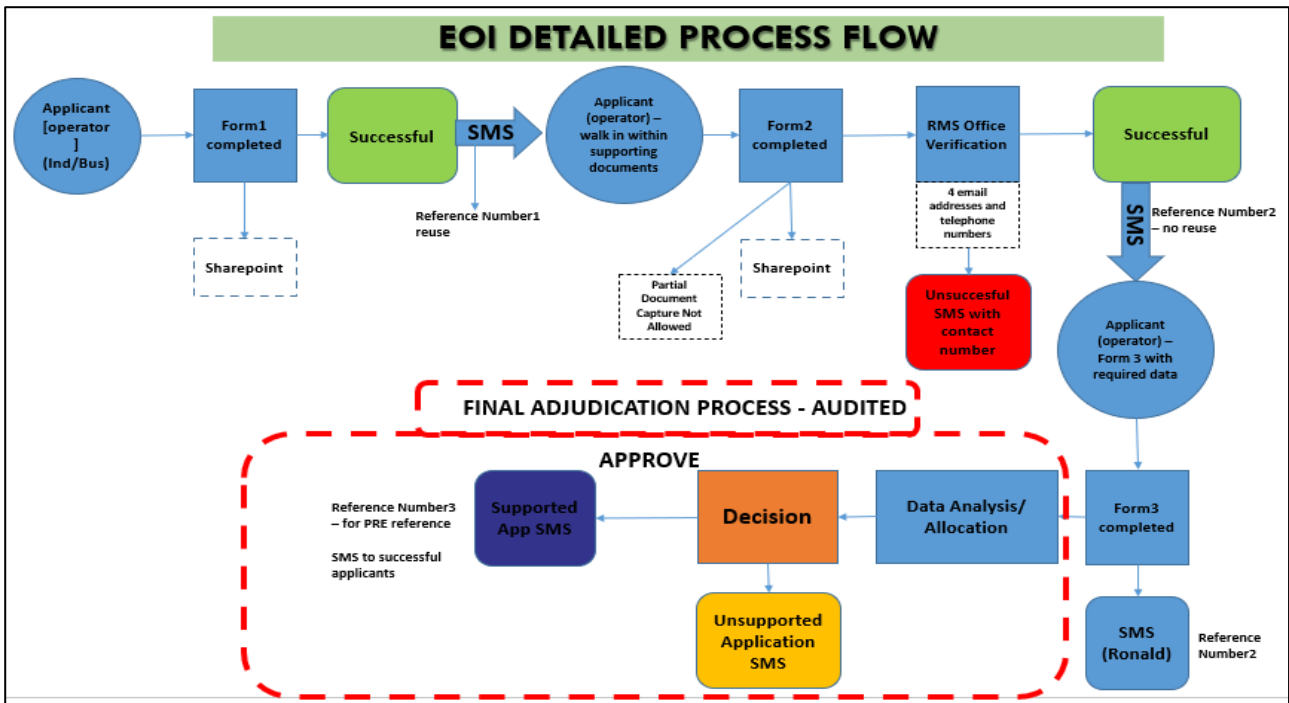 EOI DETAILED PROCESS FLOW
Applicant
[operator
]
(Ind/Bus)
Form1
completed
Successful
SMS
Reference Number1
reuse
Sharepoint
Applicant
(operator) –
walk in within
supporting
documents
Form2
completed
Partial
Document
Capture Not
Allowed
Sharepoint
RMS Office
Verification
4 email
addresses and
telephone
numbers
Unsuccesful
SMS with
contact
number
Successful
SMS
Reference Number2
– no reuse
Applicant
(operator) –
Form 3 with
required data
FINAL ADJUDICATION PROCESS - AUDITED
APPROVE
Reference Number3
– for PRE reference
SMS to successful
applicants
Supported
App SMS
Decision
Data Analysis/
Allocation
Form3
completed
Unsupported
Application
SMS
SMS
(Ronald)
Reference
Number2